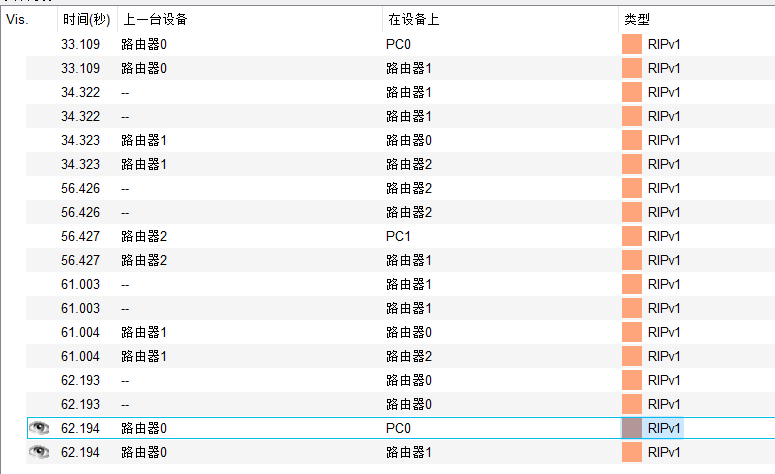 Vis. 时间(秒) 上一台设备 在设备上 类型
33.109 路由器0 PC0 RIPv1
33.109 路由器0 路由器1 RIPv1
34.322 -- 路由器1 RIPv1
34.322 -- 路由器1 RIPv1
34.323 路由器1 路由器0 RIPv1
34.323 路由器1 路由器2 RIPv1
56.426 -- 路由器2 RIPv1
56.426 -- 路由器2 RIPv1
56.427 路由器2 PC1 RIPv1
56.427 路由器2 路由器1 RIPv1
61.003 -- 路由器1 RIPv1
61.003 -- 路由器1 RIPv1
61.004 路由器1 路由器0 RIPv1
61.004 路由器1 路由器2 RIPv1
62.193 -- 路由器0 RIPv1
62.193 -- 路由器0 RIPv1
62.194 路由器0 PC0 RIPv1
62.194 路由器0 路由器1 RIPv1